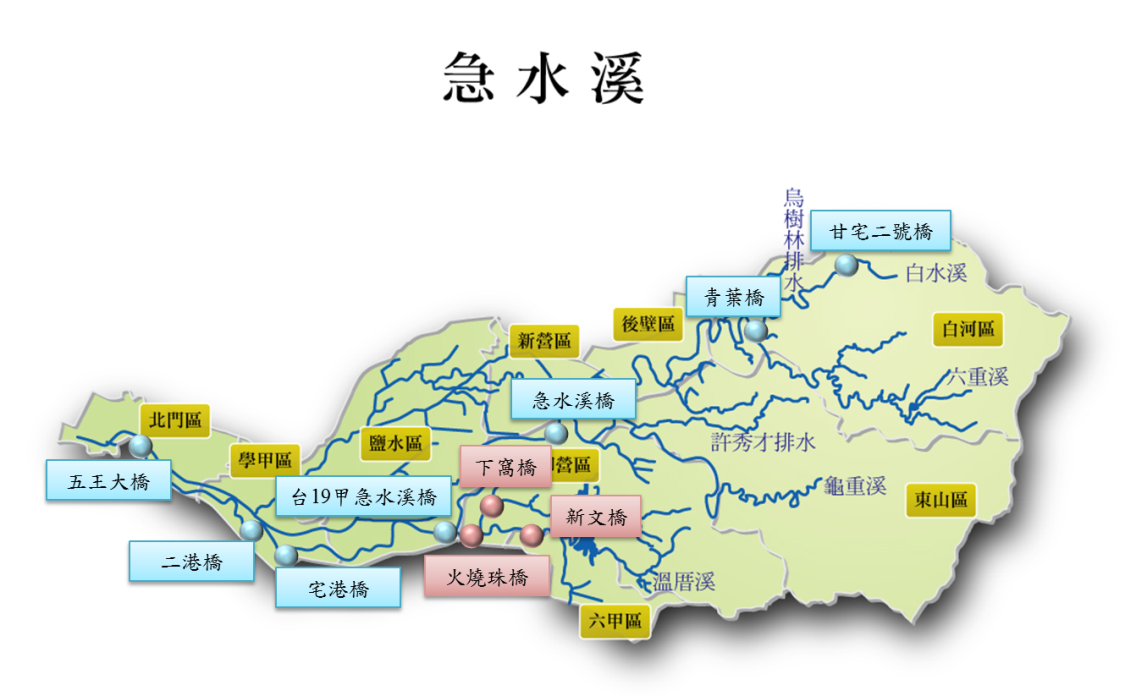 急水溪
烏樹林排水
甘宅二號橋
白水溪
青葉橋
後壁區
新營區
白河區
六重溪
急水溪橋
北門區
鹽水區
許秀才排水
學甲區
下窩橋
營區
五王大橋
台19甲急水溪橋
龜重溪
東山區
新文橋
二港橋
宅港橋
火燒珠橋
溫厝溪
六甲區